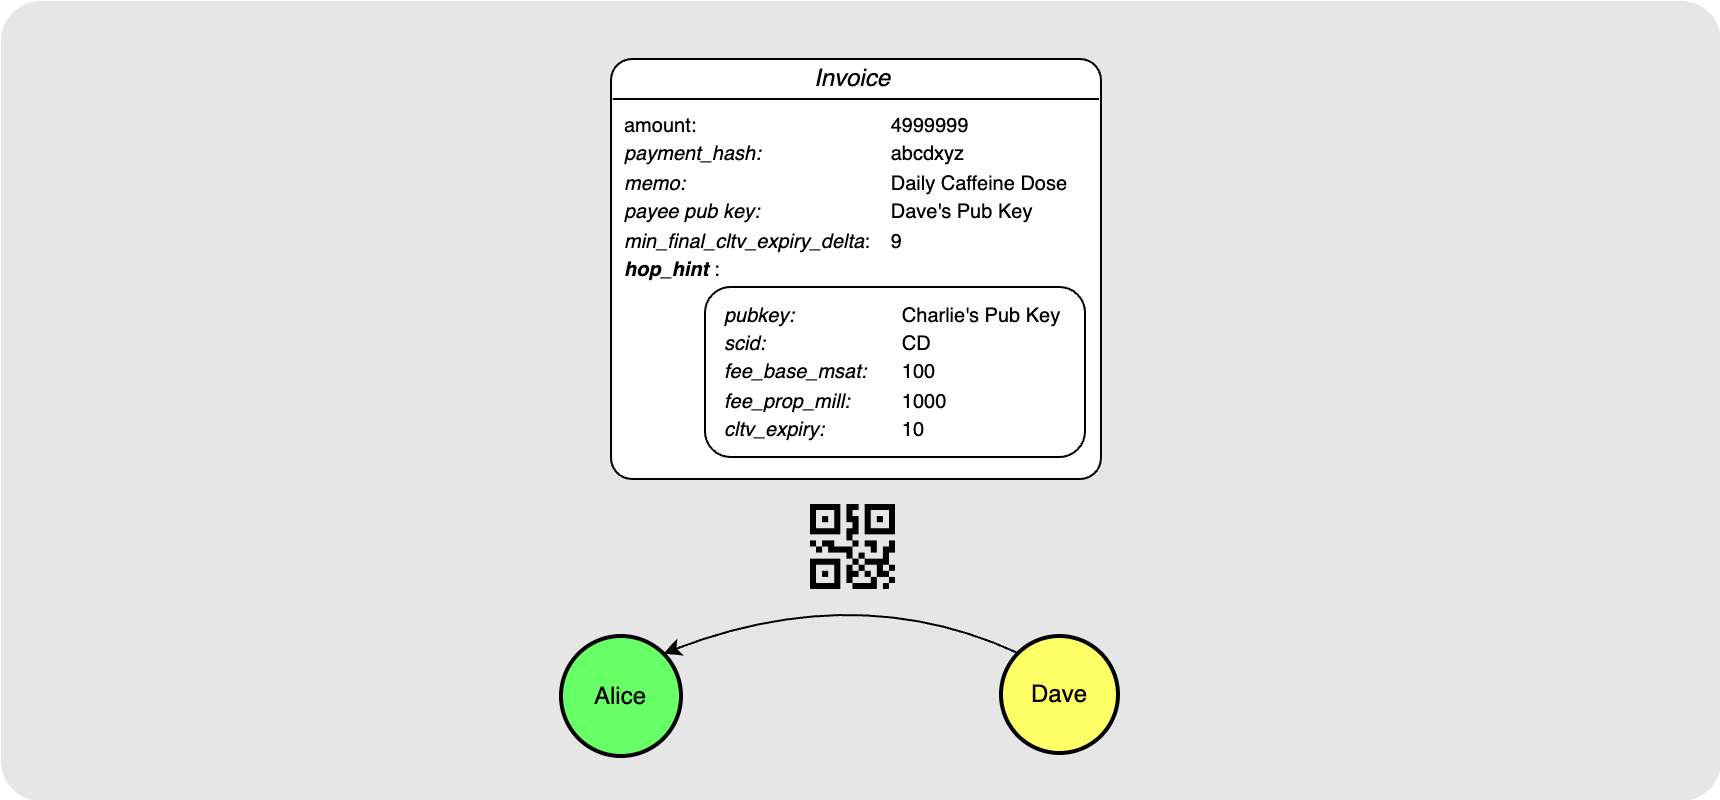 Invoice
amount: 4999999
payment_hash: abcdxyz
memo: Daily Caffeine Dose
payee pub key: Dave's Pub Key
min_final_cltv_expiry_delta: 9
hop_hint :
pubkey: Charlie's Pub Key
scid: CD
fee_base_msat: 100
fee_prop_mill: 1000
cltv_expiry: 10
Alice
Dave